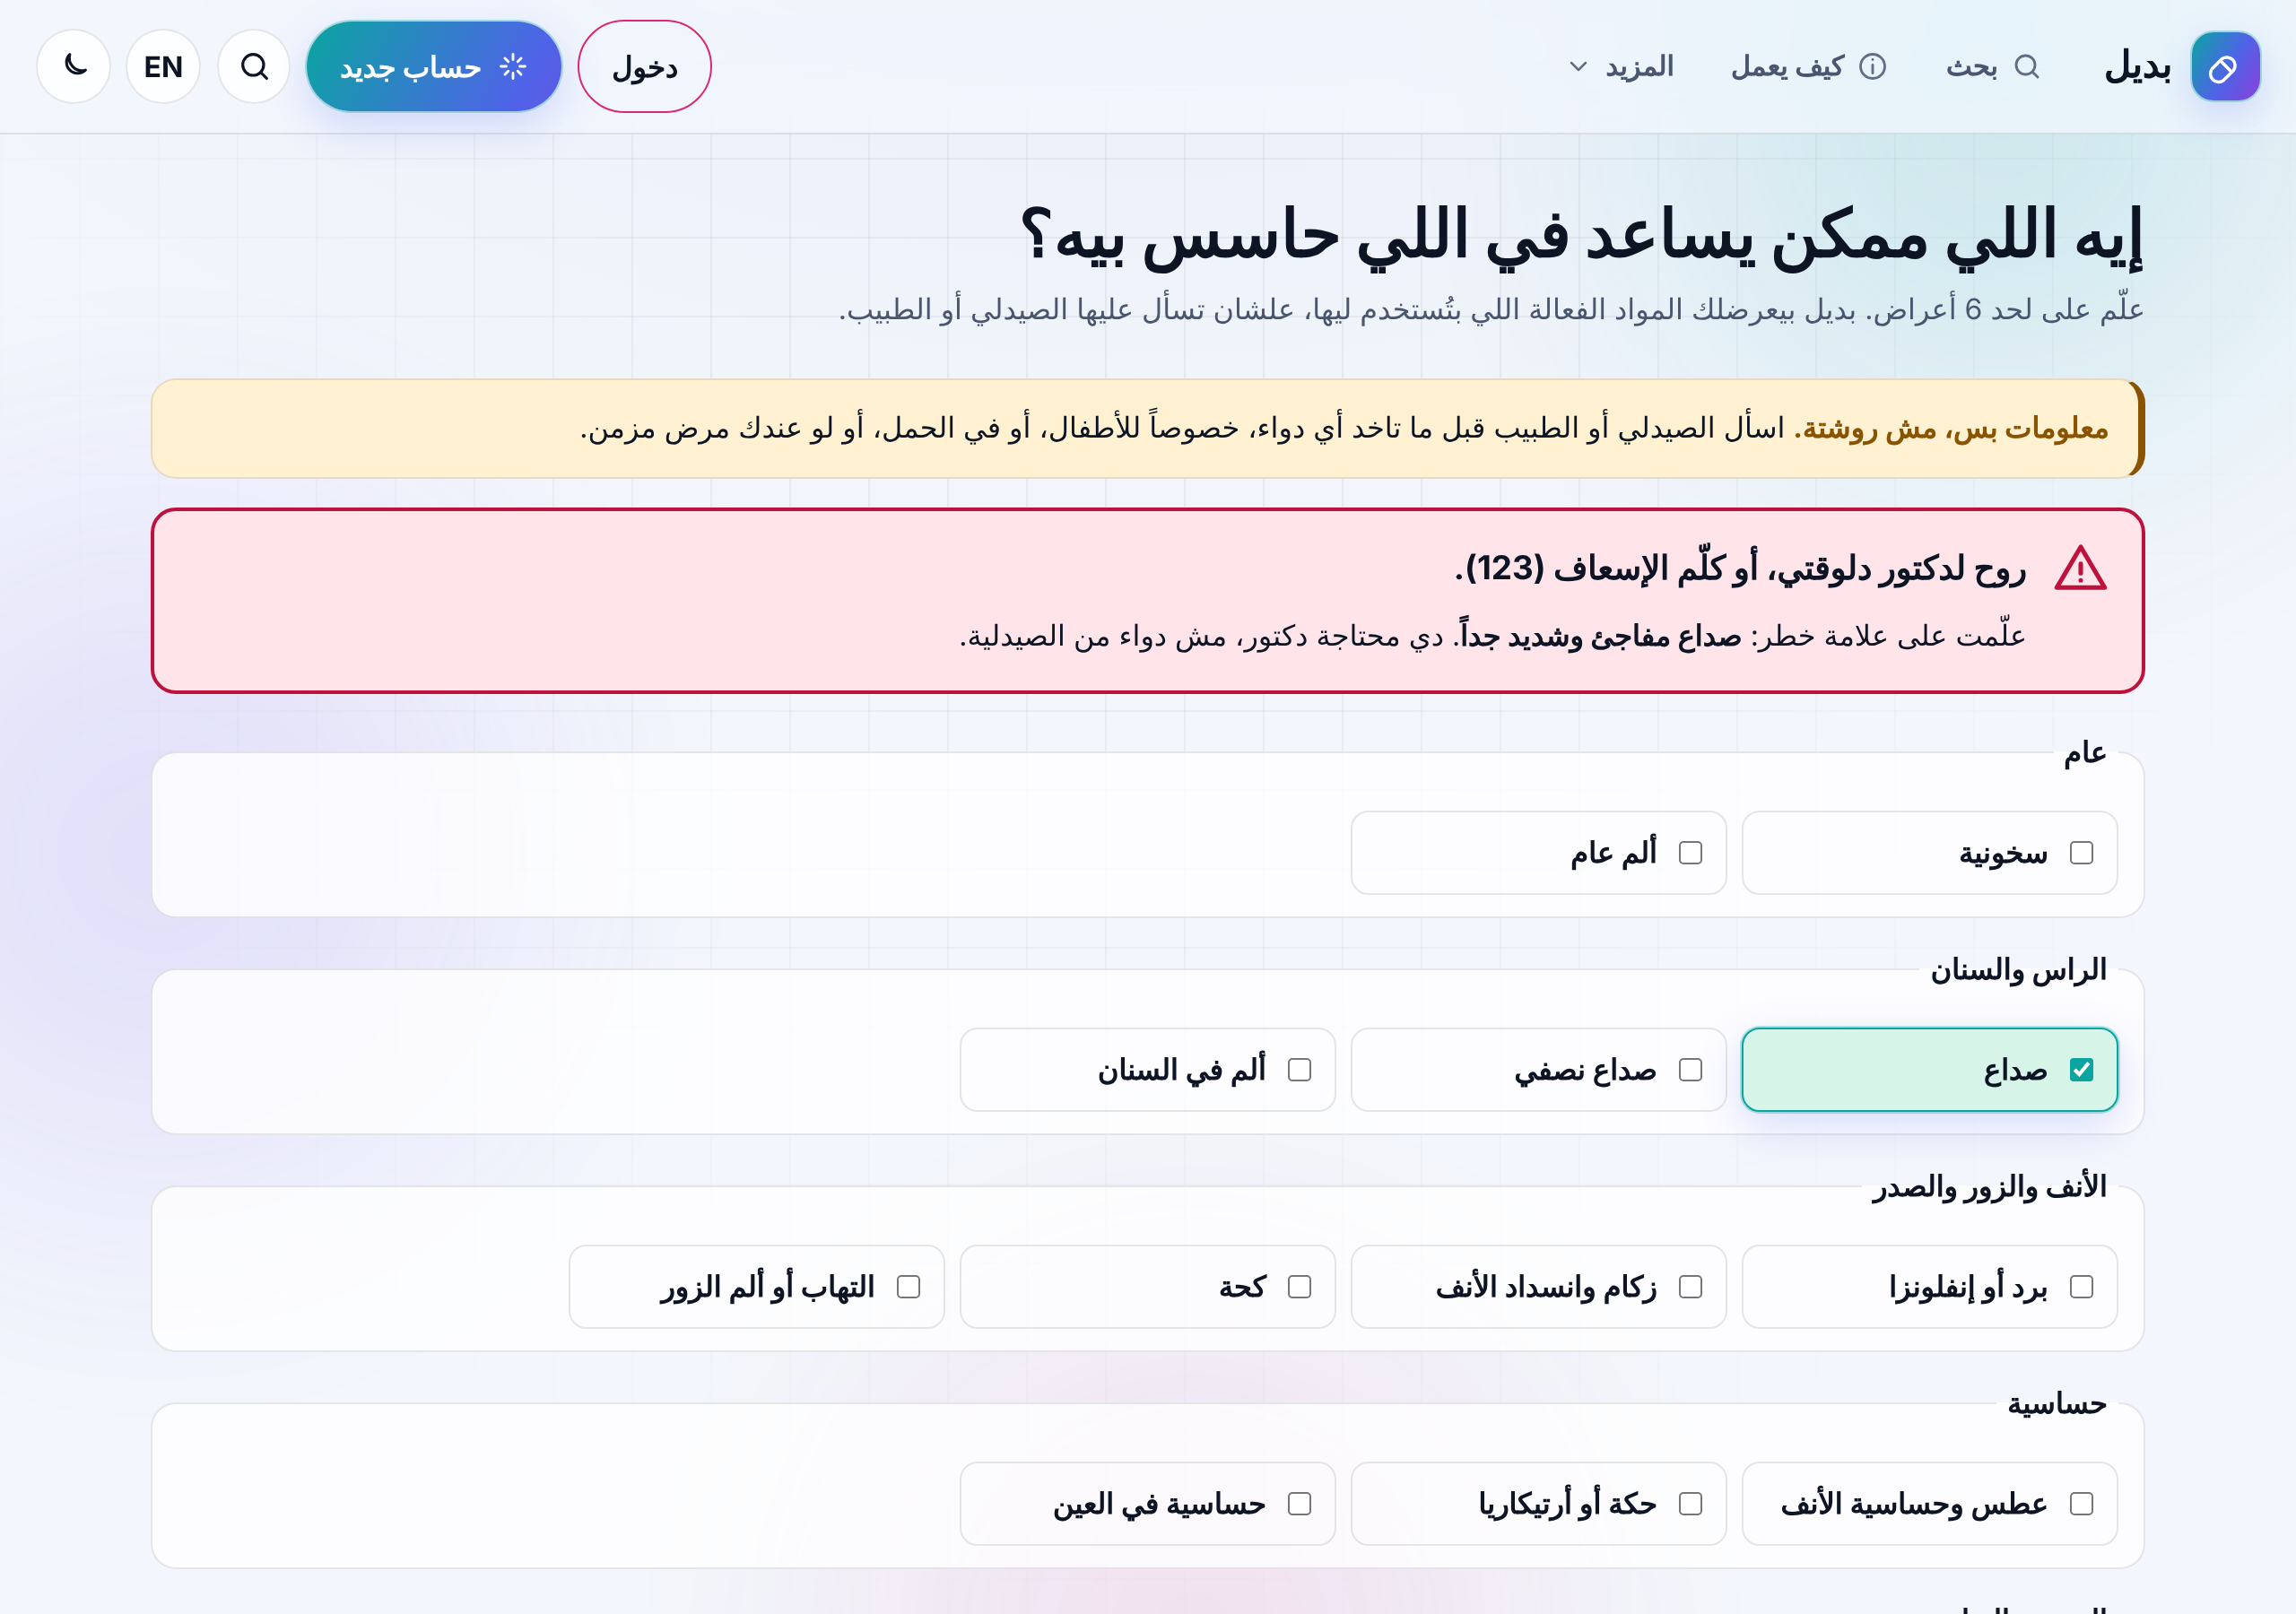 بديل
بحث
كيف يعمل
المزيد
دخول
حساب جديد
EN
إيه اللي ممكن يساعد في اللي حاسس بيه؟
علّم على لحد 6 أعراض. بديل بيعرضلك المواد الفعالة اللي بتُستخدم ليها، علشان تسأل عليها الصيدلي أو الطبيب.
معلومات بس، مش روشتة. اسأل الصيدلي أو الطبيب قبل ما تاخد أي دواء، خصوصاً للأطفال، أو في الحمل، أو لو عندك مرض مزمن.
روح لدكتور دلوقتي، أو كلّم الإسعاف (123).
علّمت على علامة خطر: صداع مفاجئ وشديد جداً. دي محتاجة دكتور، مش دواء من الصيدلية.
عام
سخونية
ألم عام
الراس والسنان
صداع
صداع نصفي
ألم في السنان
الأنف والزور والصدر
برد أو إنفلونزا
زكام وانسداد الأنف
كحة
التهاب أو ألم الزور
حساسية
عطس وحساسية الأنف
حكة أو أرتيكاريا
حساسية في العين